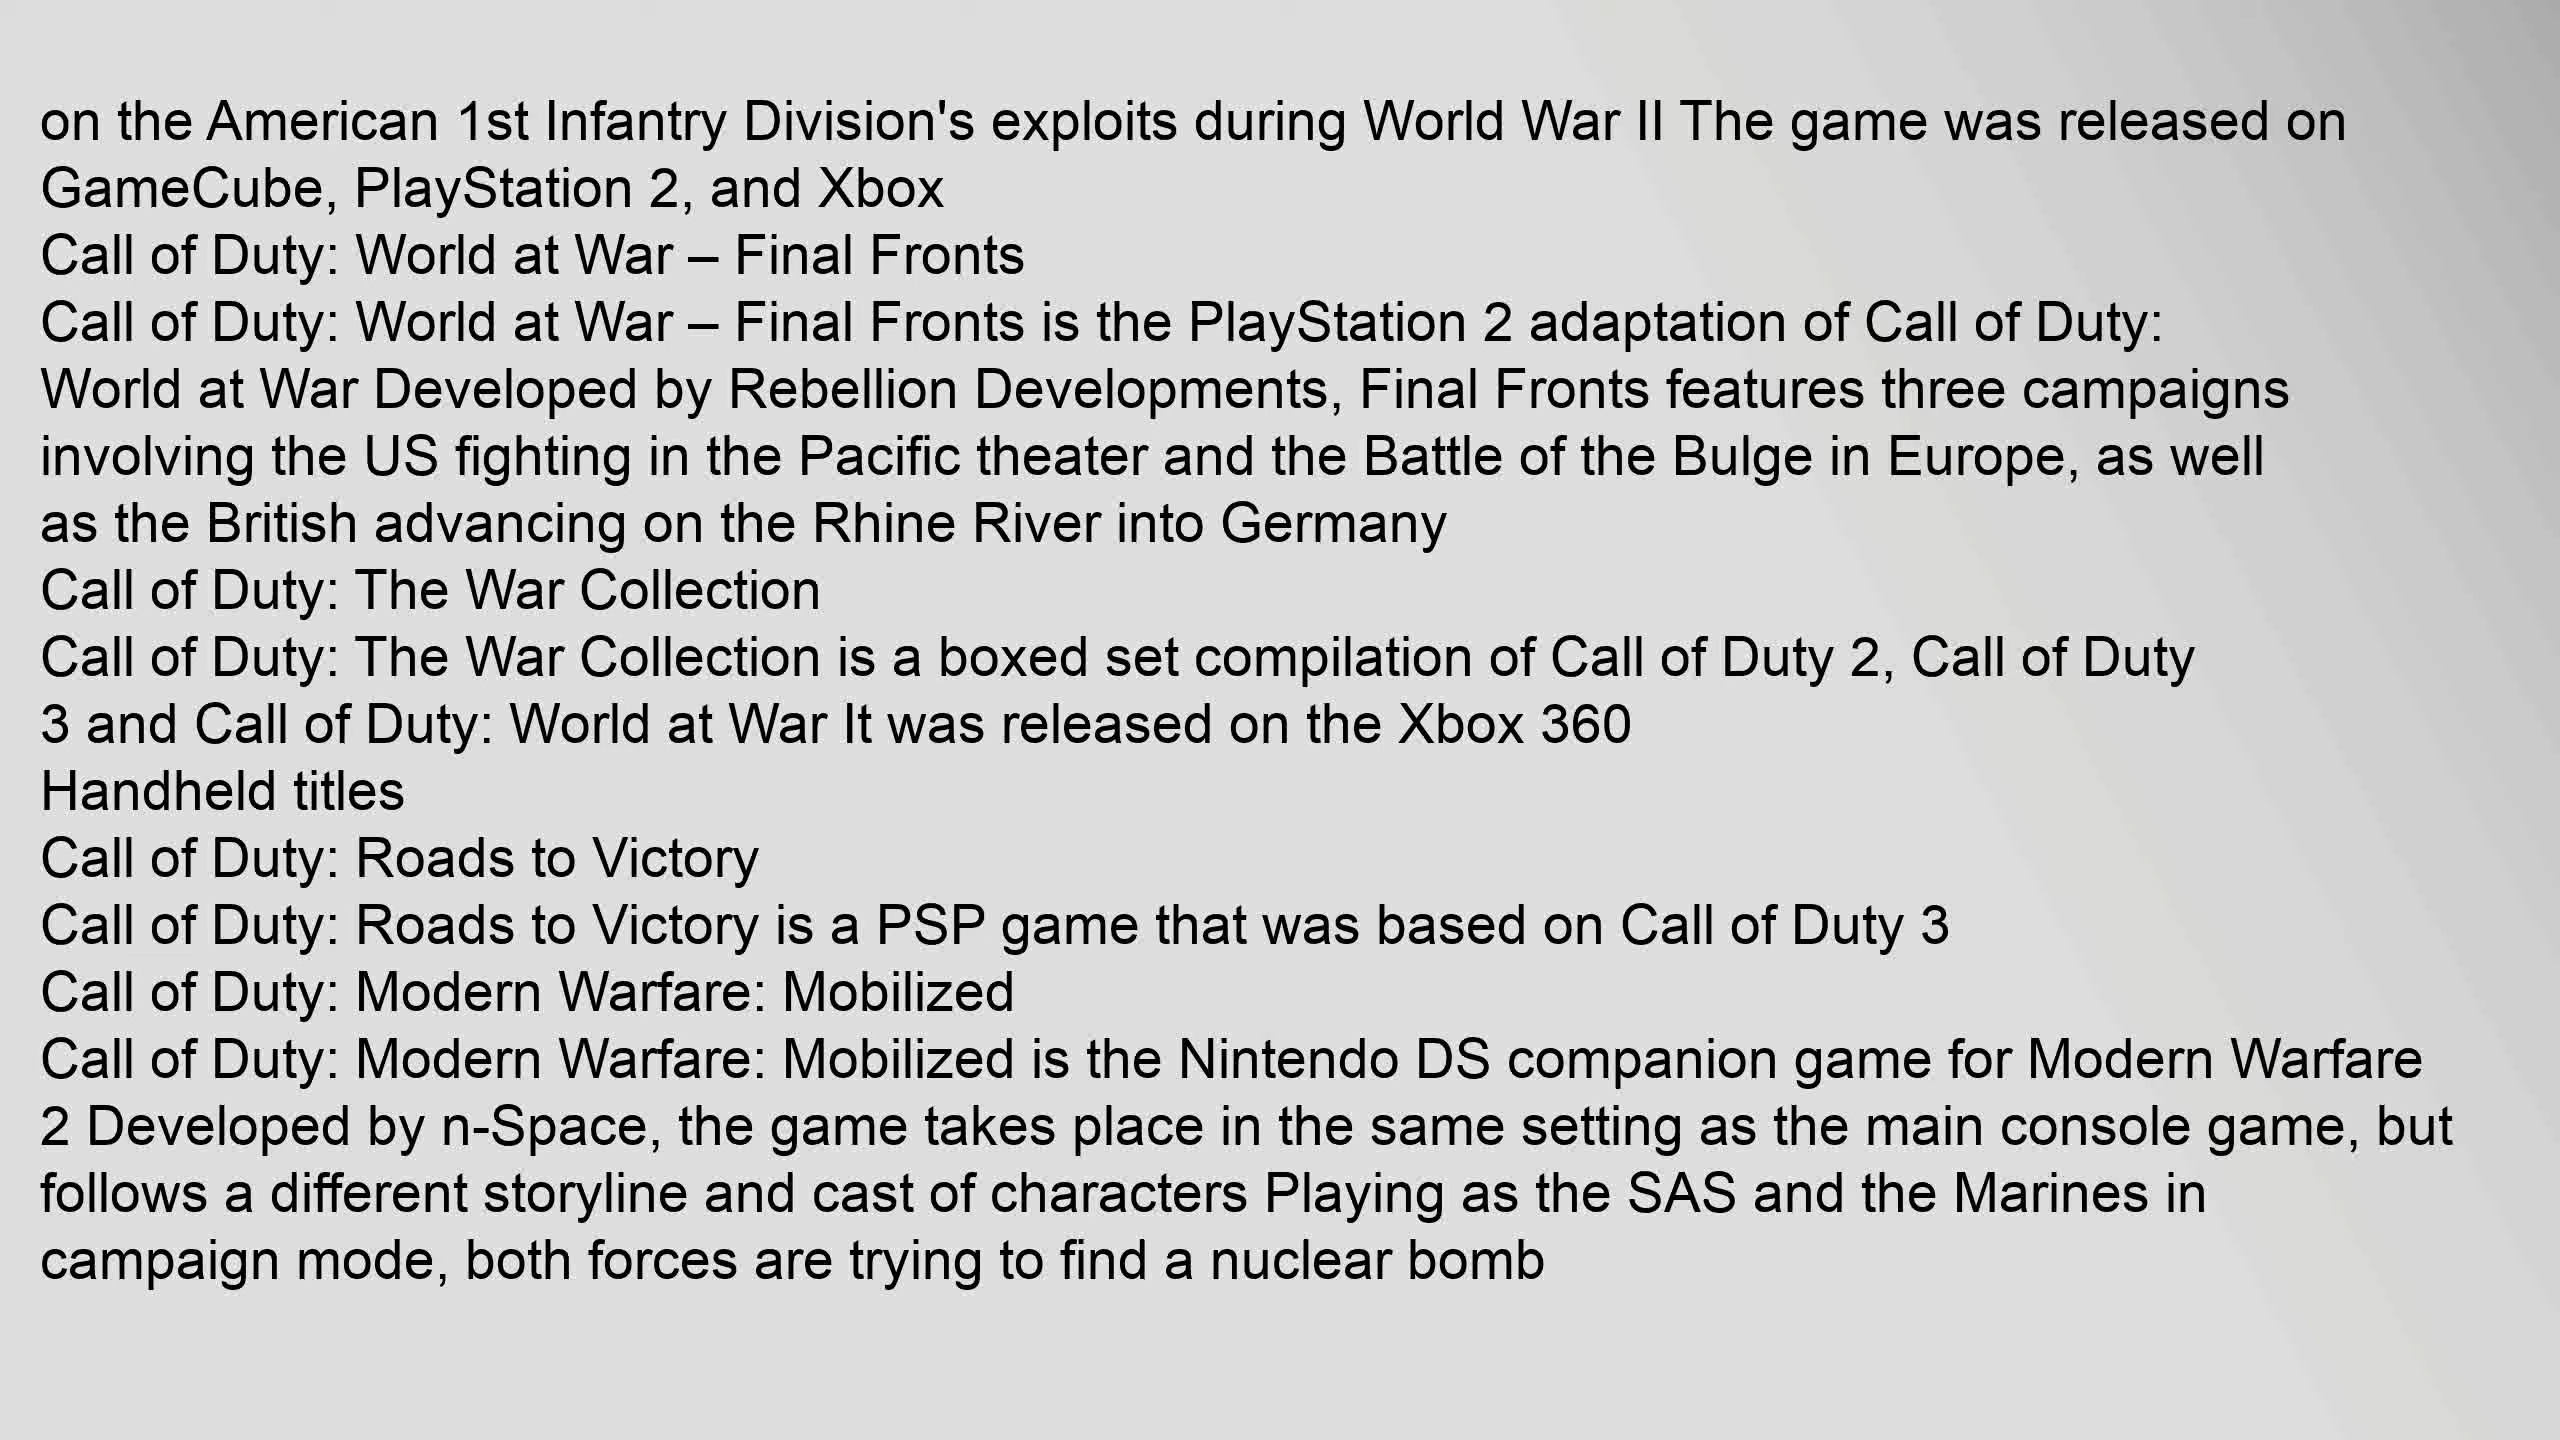 on the American 1st Infantry Division's exploits during World War II The game was released on
GameCube, PlayStation 2, and Xbox
Call of Duty: World at War – Final Fronts
Call of Duty: World at War – Final Fronts is the PlayStation 2 adaptation of Call of Duty:
World at War Developed by Rebellion Developments, Final Fronts features three campaigns
involving the US fighting in the Pacific theater and the Battle of the Bulge in Europe, as well
as the British advancing on the Rhine River into Germany
Call of Duty: The War Collection
Call of Duty: The War Collection is a boxed set compilation of Call of Duty 2, Call of Duty
3 and Call of Duty: World at War It was released on the Xbox 360
Handheld titles
Call of Duty: Roads to Victory
Call of Duty: Roads to Victory is a PSP game that was based on Call of Duty 3
Call of Duty: Modern Warfare: Mobilized
Call of Duty: Modern Warfare: Mobilized is the Nintendo DS companion game for Modern Warfare
2 Developed by n-Space, the game takes place in the same setting as the main console game, but
follows a different storyline and cast of characters Playing as the SAS and the Marines in
campaign mode, both forces are trying to find a nuclear bomb